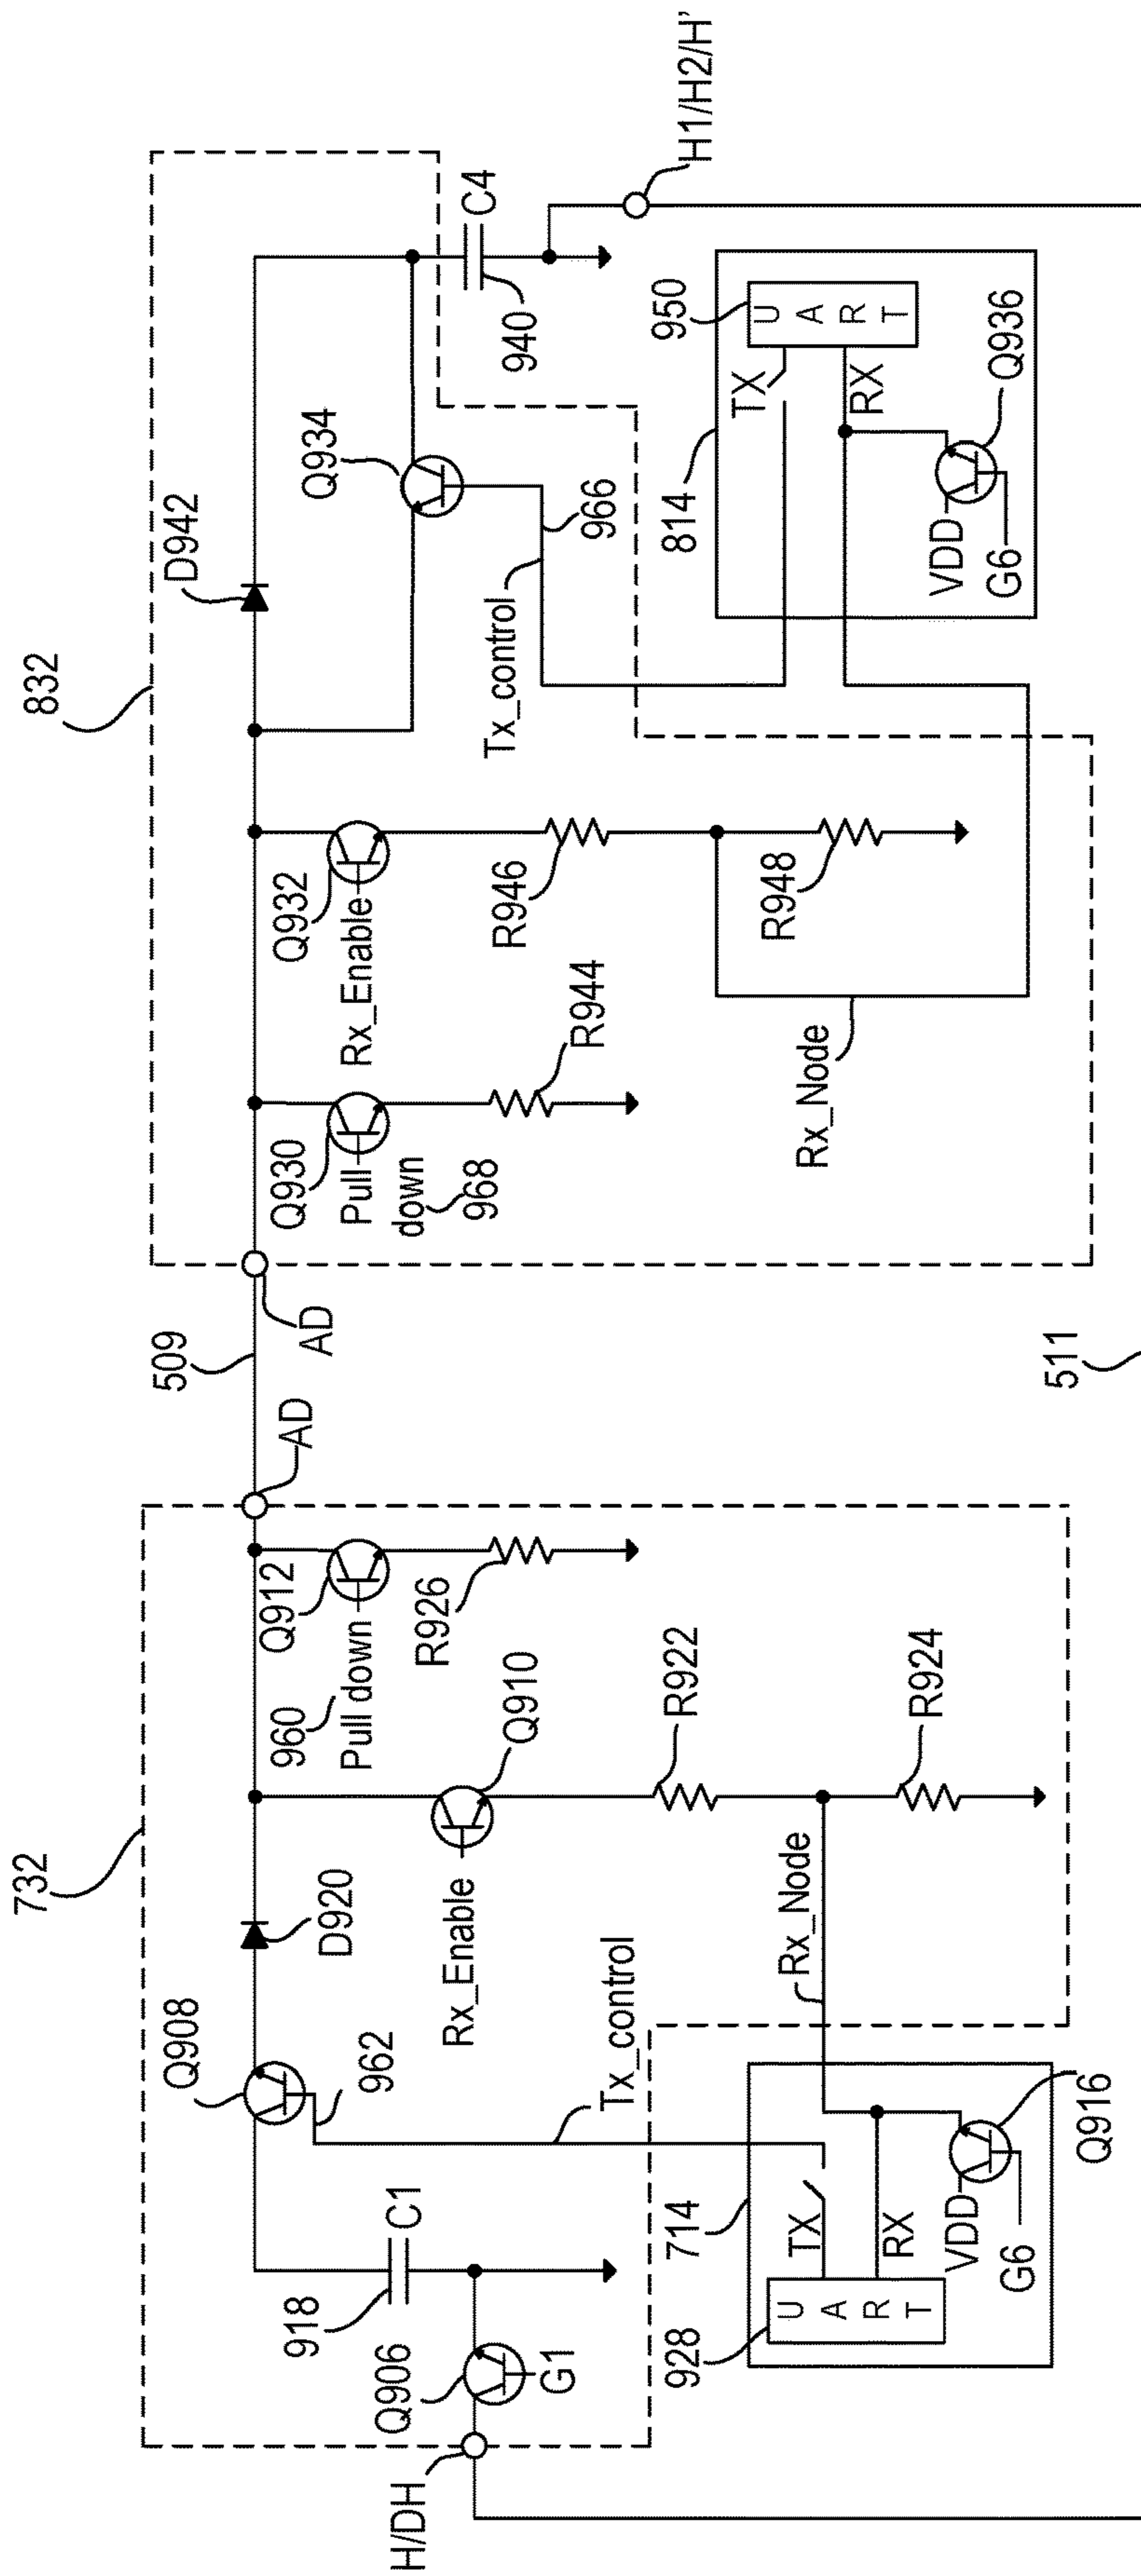 732
Q908
D920
962
918
C1
Q906
G1
H/DH
Tx_control
Rx_Enable
Q910
960
Pull down
Q912
R926
R922
R924
Rx_Node
714
928
UART
TX
RX
VDD
G6
Q916
AD
509
AD
511
832
D942
Q930
Pull
down
968
R944
Q932
Rx_Enable
R946
R948
Rx_Node
Q934
Tx_control
966
940
C4
H1/H2/H'
814
950
UART
TX
RX
VDD
G6
Q936